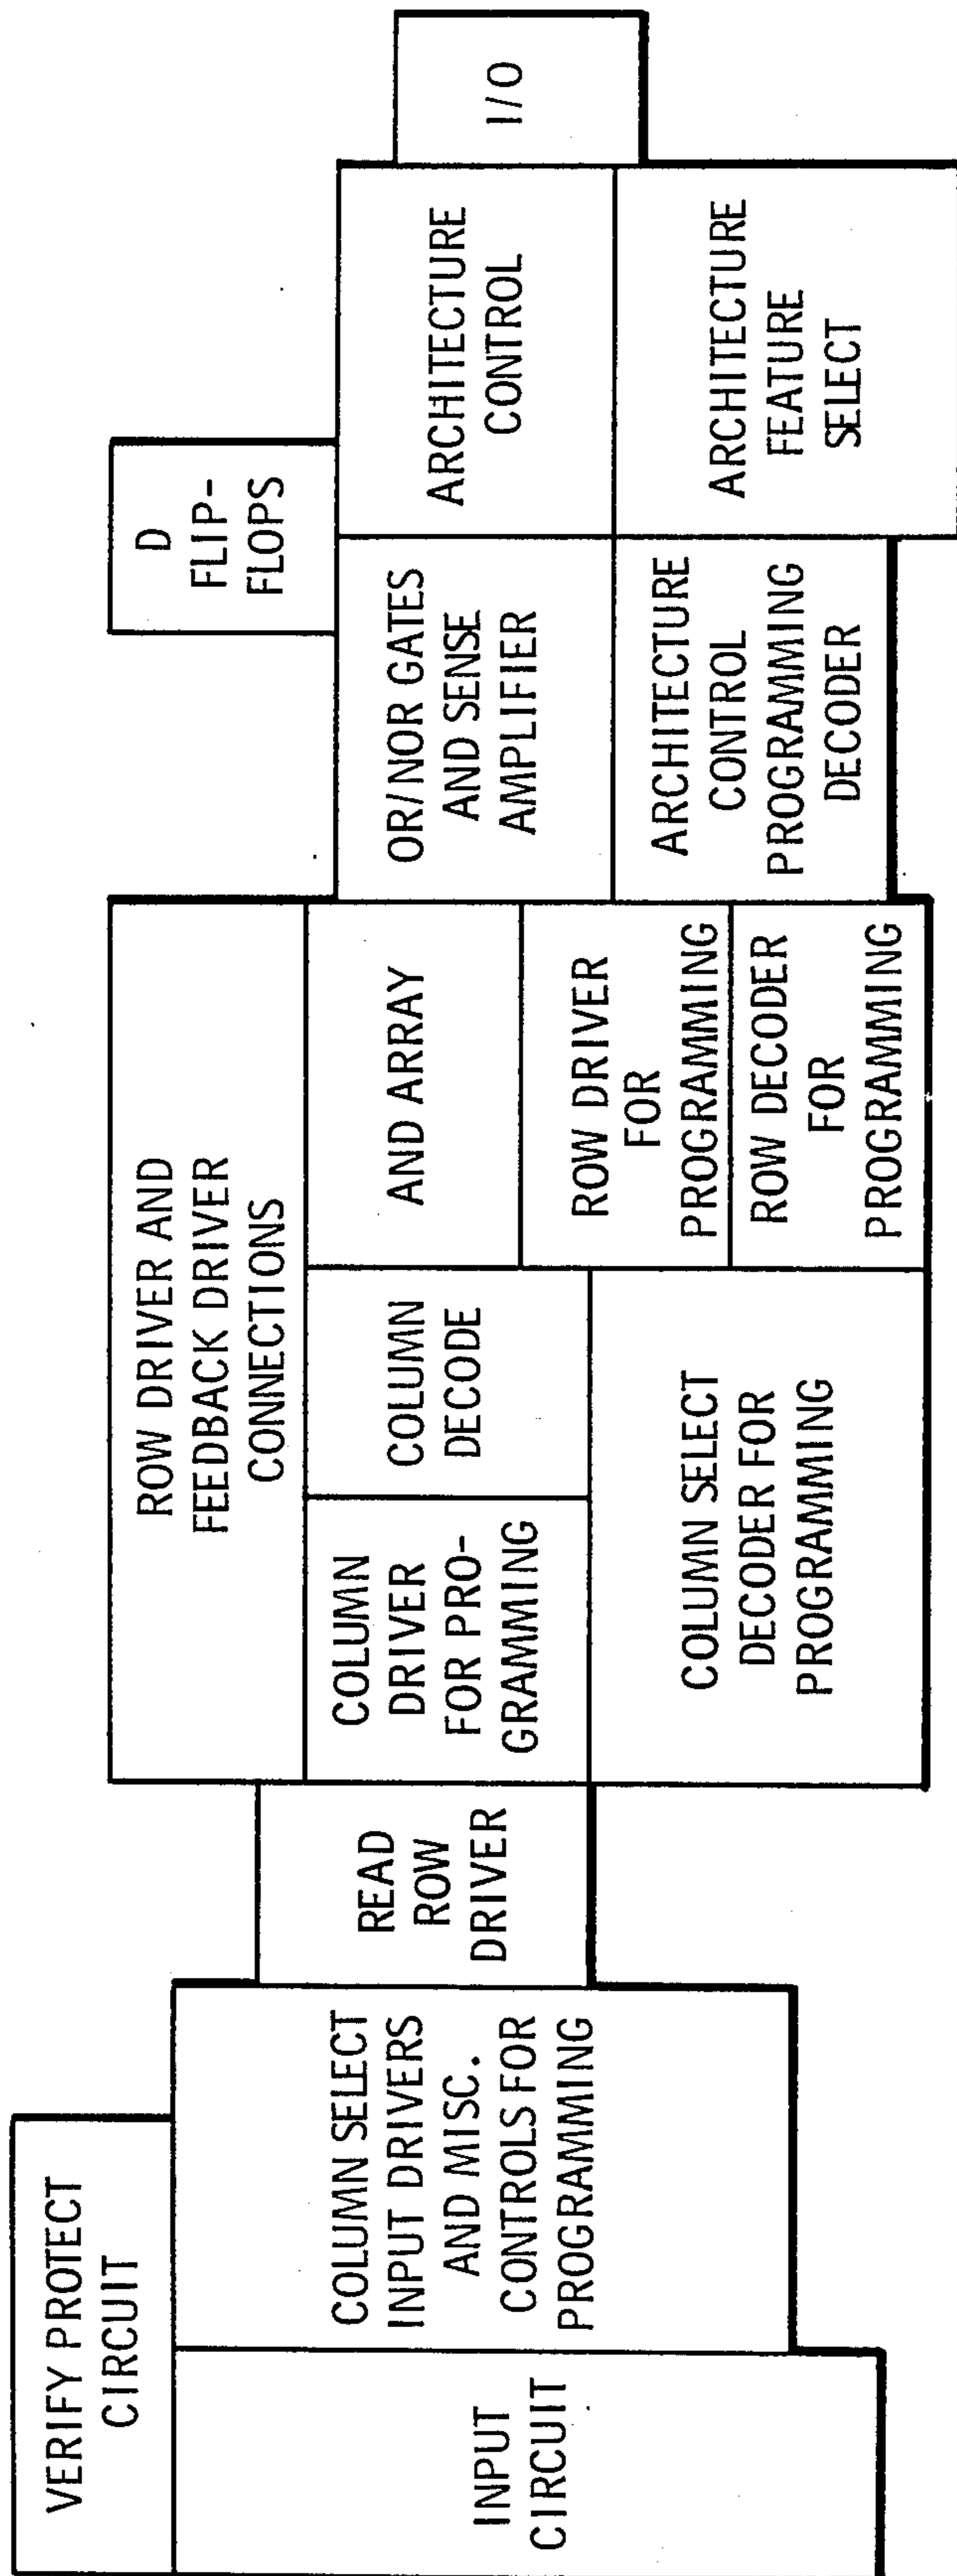 VERIFY PROTECT
CIRCUIT
INPUT
CIRCUIT
COLUMN SELECT
INPUT DRIVERS
AND MISC.
CONTROLS FOR
PROGRAMMING
READ
ROW
DRIVER
ROW DRIVER AND
FEEDBACK DRIVER
CONNECTIONS
COLUMN
DRIVER
FOR PRO-
GRAMMING
COLUMN
DECODE
COLUMN SELECT
DECODER FOR
PROGRAMMING
AND ARRAY
ROW DRIVER
FOR
PROGRAMMING
ROW DECODER
FOR
PROGRAMMING
D
FLIP-
FLOPS
OR/NOR GATES
AND SENSE
AMPLIFIER
ARCHITECTURE
CONTROL
PROGRAMMING
DECODER
ARCHITECTURE
CONTROL
ARCHITECTURE
FEATURE
SELECT
I/O